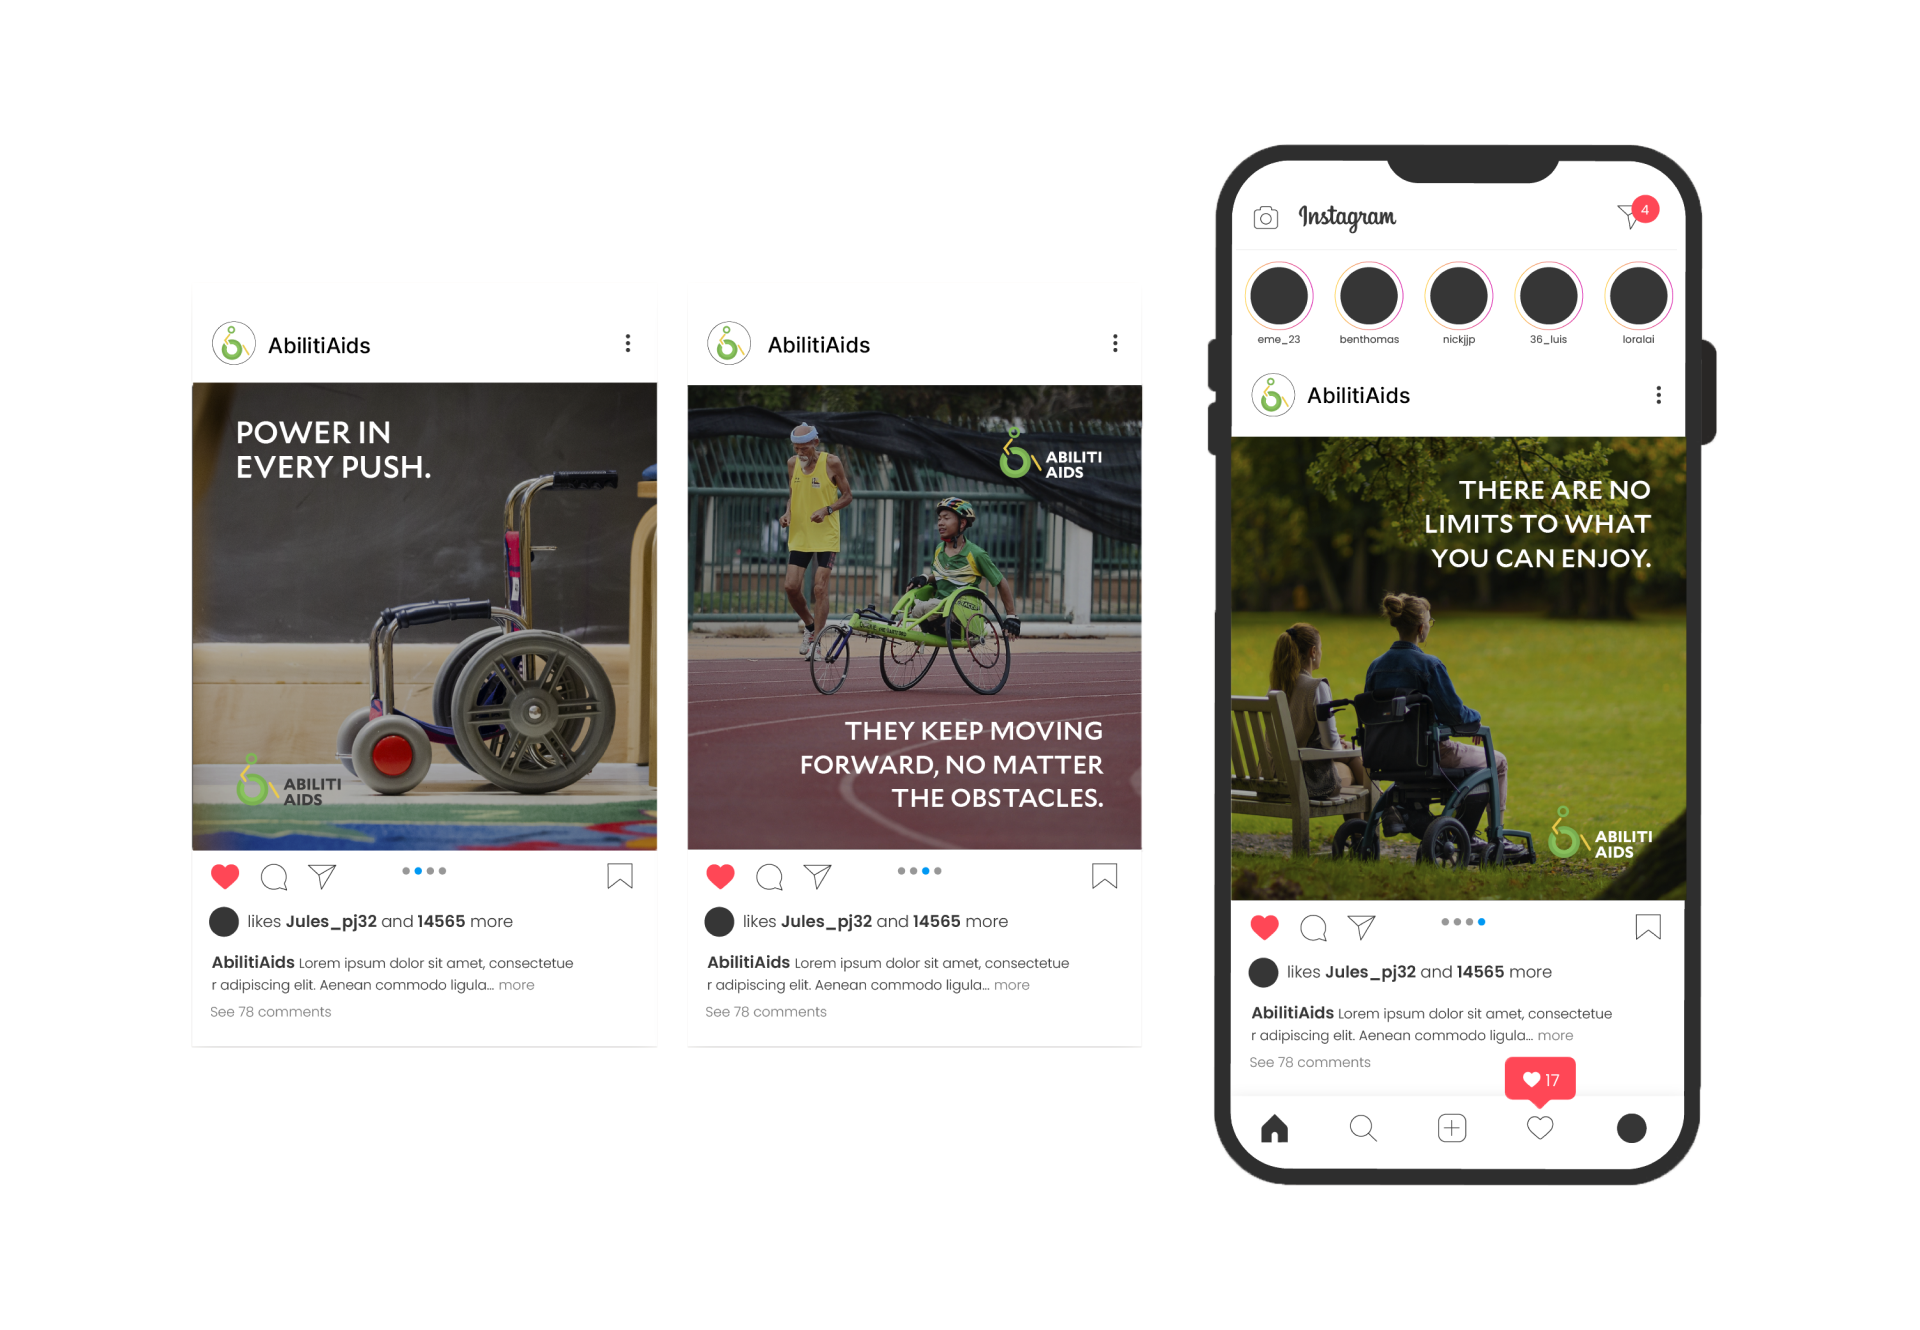 AbilitiAids
POWER IN
EVERY PUSH.
ABILITI
AIDS
likes Jules_pj32 and 14565 more
AbilitiAids Lorem ipsum dolor sit amet, consectetue
r adipiscing elit. Aenean commodo ligula... more
See 78 comments
AbilitiAids
ABILITI
AIDS
THEY KEEP MOVING
FORWARD, NO MATTER
THE OBSTACLES.
likes Jules_pj32 and 14565 more
AbilitiAids Lorem ipsum dolor sit amet, consectetue
r adipiscing elit. Aenean commodo ligula... more
See 78 comments
Instagram
4
eme_23
benthomas
nickjjp
36_luis
loralai
AbilitiAids
THERE ARE NO
LIMITS TO WHAT
YOU CAN ENJOY.
ABILITI
AIDS
likes Jules_pj32 and 14565 more
AbilitiAids Lorem ipsum dolor sit amet, consectetue
r adipiscing elit. Aenean commodo ligula... more
See 78 comments
17